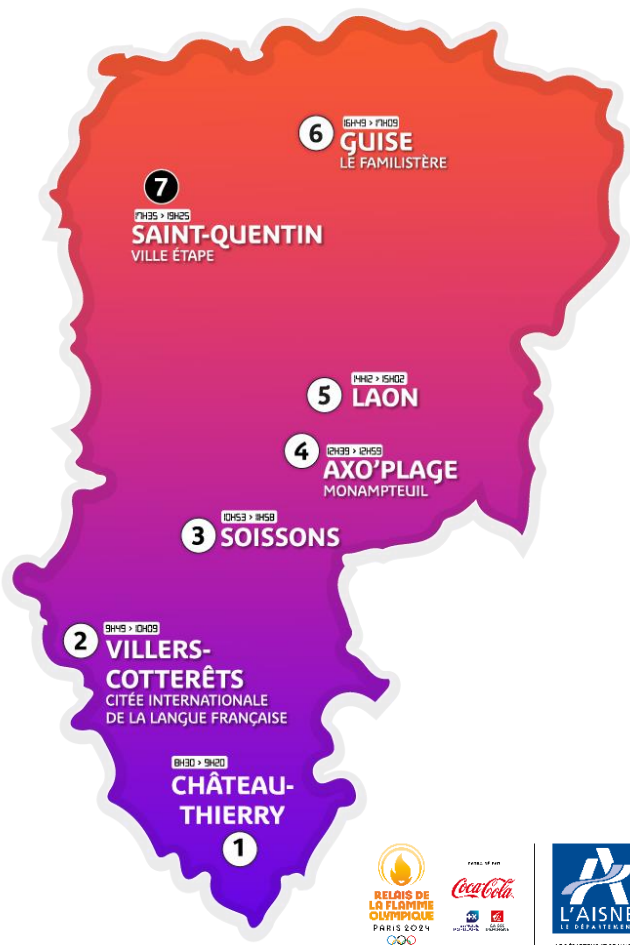 16H49 > 17H09
6
GUISE
LE FAMILISTÈRE
7
17H35 > 19H25
SAINT-QUENTIN
VILLE ÉTAPE
14H12 > 15H02
5
LAON
4
12H39 > 12H59
AXO'PLAGE
MONAMPTEUIL
10H53 > 11H58
3
SOISSONS
9H49 > 10H09
2
VILLERS-
COTTERÊTS
CITÉE INTERNATIONALE
DE LA LANGUE FRANÇAISE
8H30 > 9H20
CHÂTEAU-
THIERRY
1
RELAIS DE
LA FLAMME
OLYMPIQUE
PARIS 2024
Coca-Cola
L'AISNE
LE DÉPARTEMEN